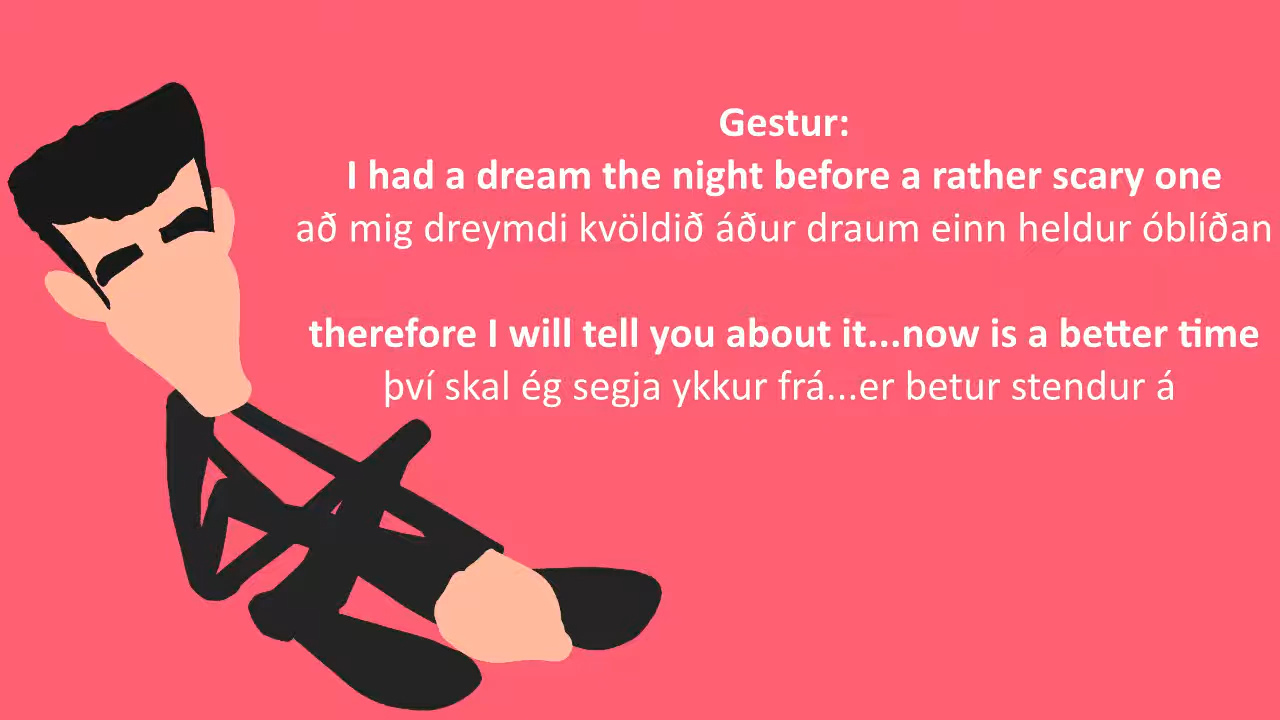 Gestur:
I had a dream the night before a rather scary one
að mig dreymdi kvöldið áður draum einn heldur óblíðan
therefore I will tell you about it...now is a better time
því skal ég segja ykkur frá...er betur stendur á